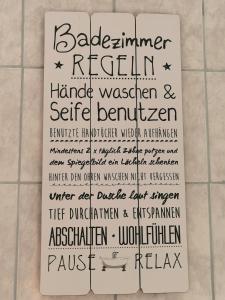 Badezimmer
REGELN
Hände waschen &
Seife benutzen
BENUTZTE HANDTÜCHER WIEDER AUFHÄNGEN
Mindestens 2 x täglich Zähne putzen und
dem Spiegelbild ein Lächeln schenken
HINTER DEN OHREN WASCHEN NICHT VERGESSEN
Unter der Dusche laut singen
TIEF DURCHATMEN & ENTSPANNEN
ABSCHALTEN • WOHLFÜHLEN
PAUSE RELAX